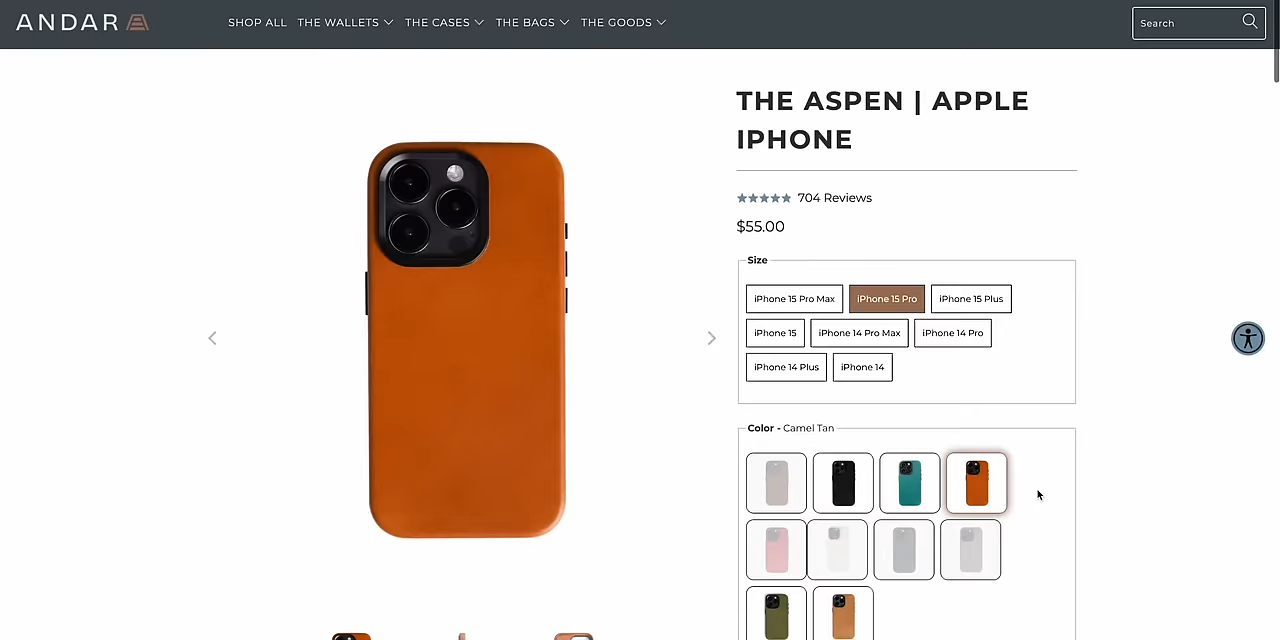 ANDAR
SHOP ALL THE WALLETS THE CASES THE BAGS THE GOODS
Search
THE ASPEN | APPLE
IPHONE
704 Reviews
$55.00
Size
iPhone 15 Pro Max iPhone 15 Pro iPhone 15 Plus
iPhone 15 iPhone 14 Pro Max iPhone 14 Pro
iPhone 14 Plus iPhone 14
Color - Camel Tan